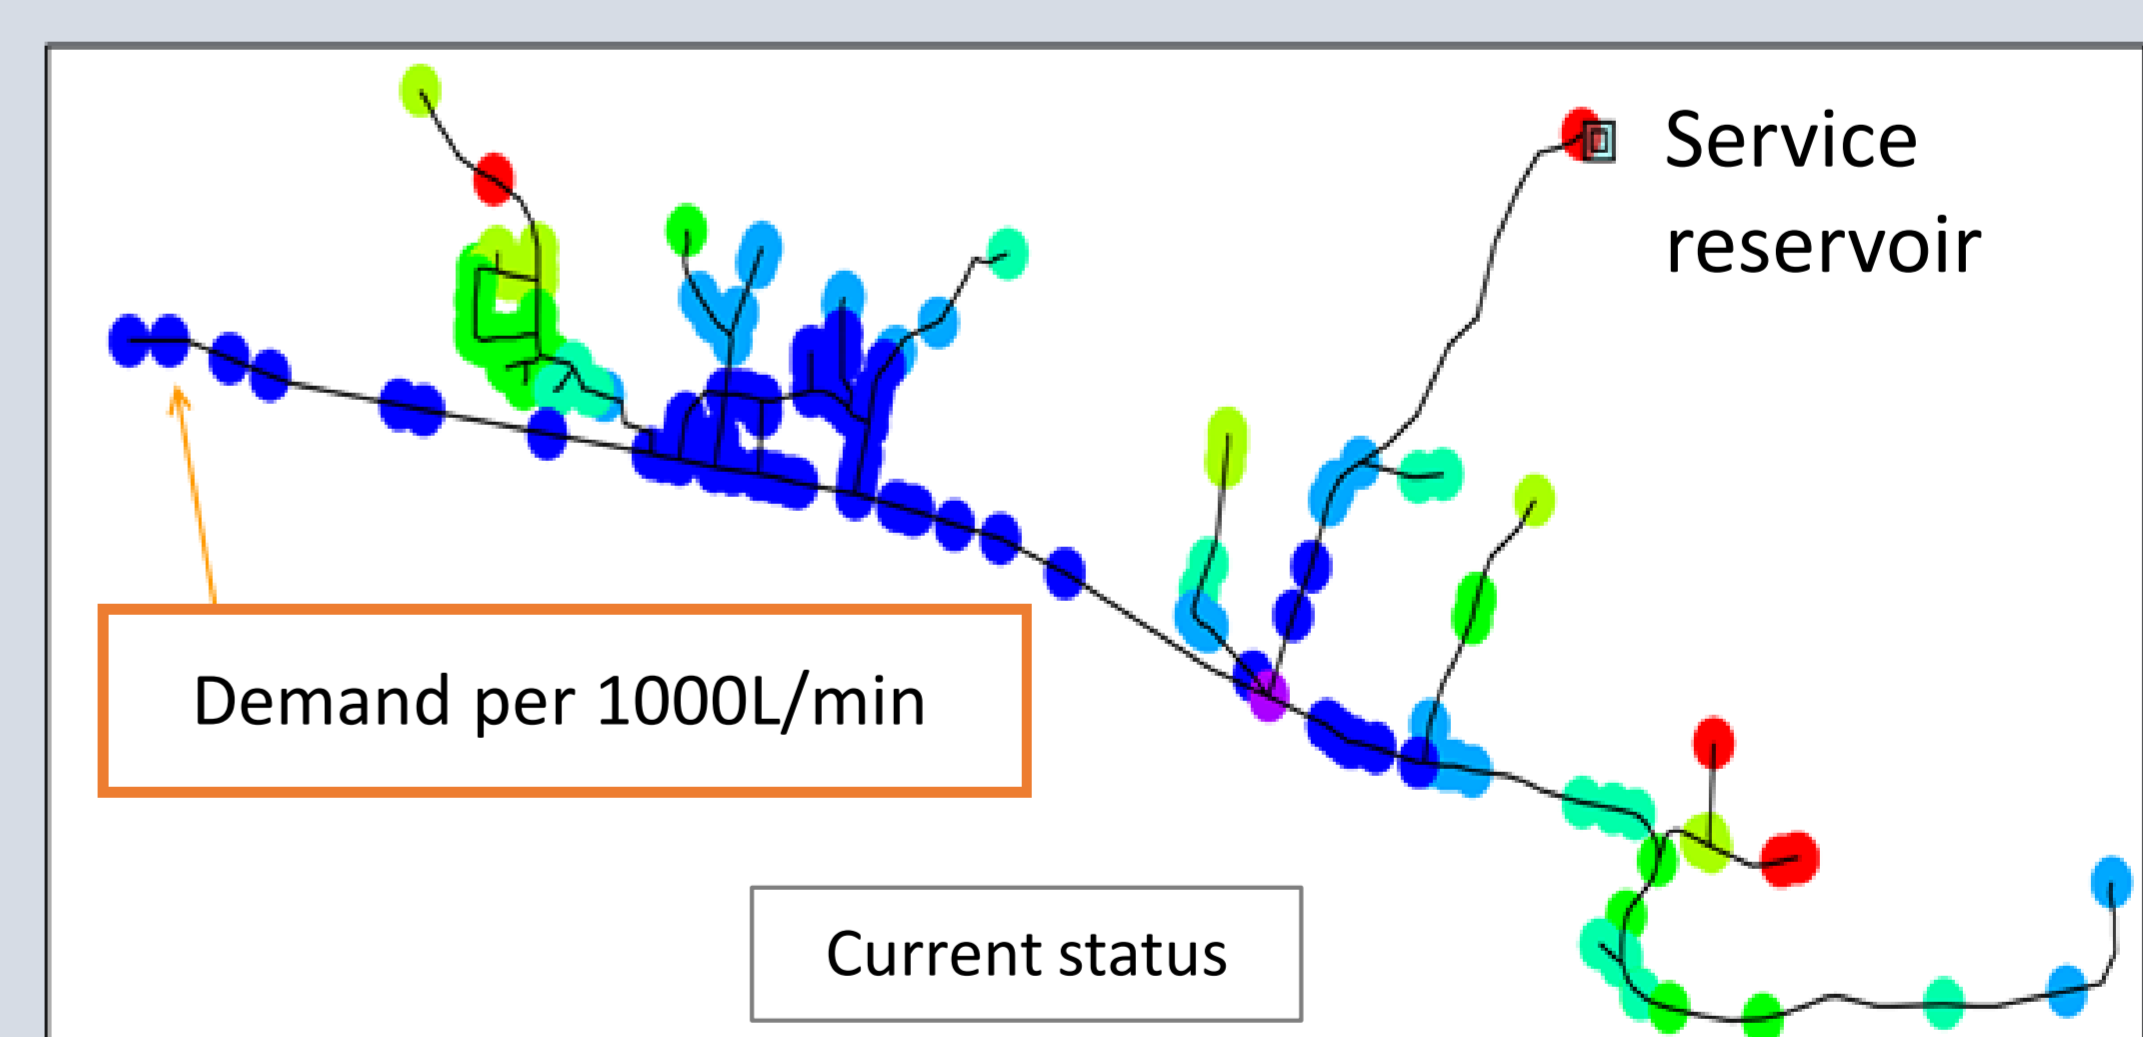 Service
reservoir
Demand per 1000L/min
Current status